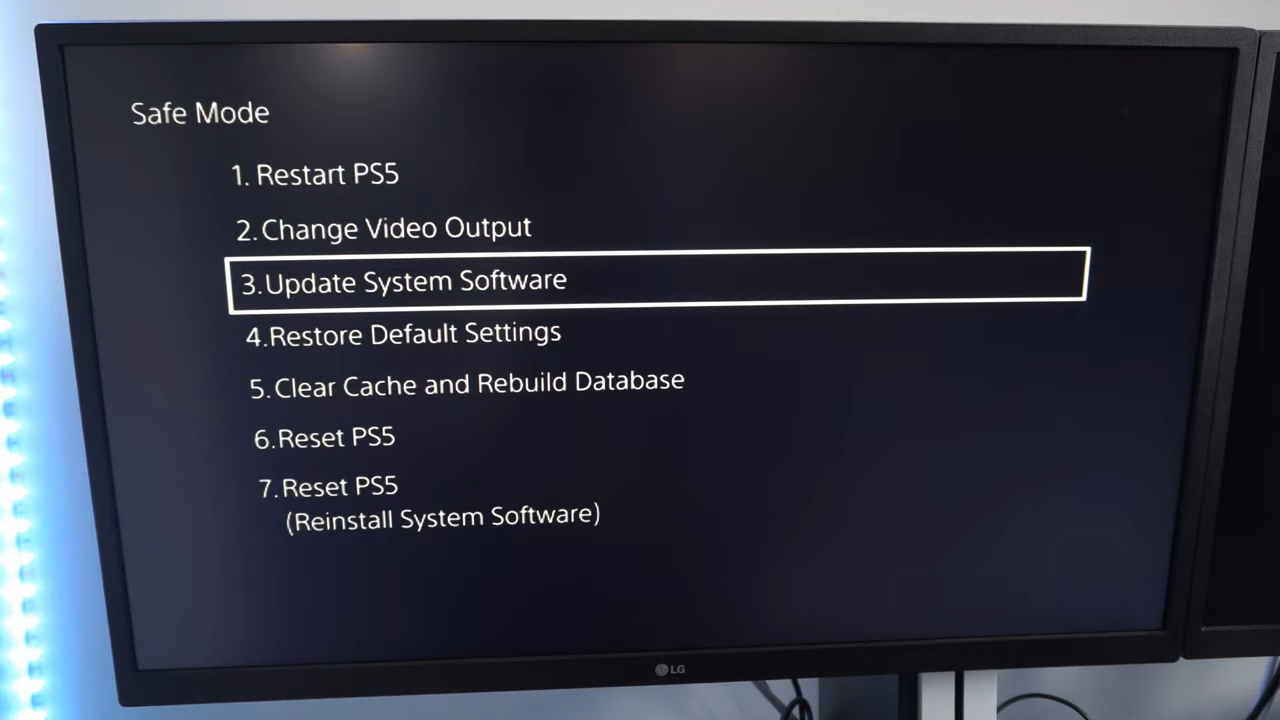 Safe Mode
1. Restart PS5
2. Change Video Output
3. Update System Software
4. Restore Default Settings
5. Clear Cache and Rebuild Database
6. Reset PS5
7. Reset PS5
(Reinstall System Software)
LG